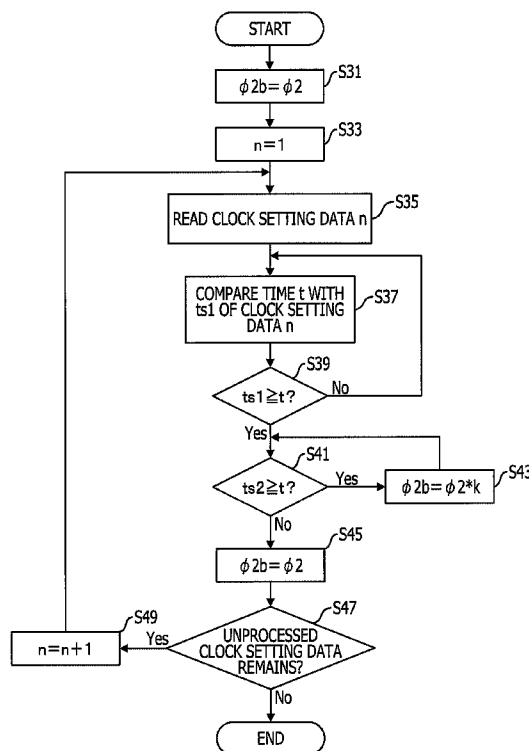 START
S31
ϕ2b=ϕ2
S33
n=1
S35
READ CLOCK SETTING DATA n
S37
COMPARE TIME t WITH
ts1 OF CLOCK SETTING
DATA n
S39
ts1≧t?
No
Yes
S41
ts2≧t?
Yes
S43
ϕ2b=ϕ2*k
No
S45
ϕ2b=ϕ2
S47
S49
n=n+1
Yes
UNPROCESSED
CLOCK SETTING DATA
REMAINS?
No
END